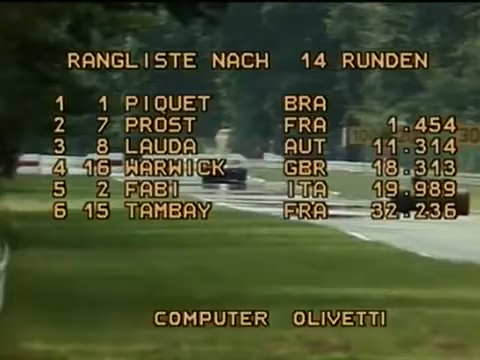 RANGLISTE NACH 14 RUNDEN
1 1 PIQUET BRA
2 7 PROST FRA 1.454
3 8 LAUDA AUT 11.314
4 16 WARWICK GBR 18.313
5 2 FABI ITA 19.989
6 15 TAMBAY FRA 32.236
COMPUTER OLIVETTI